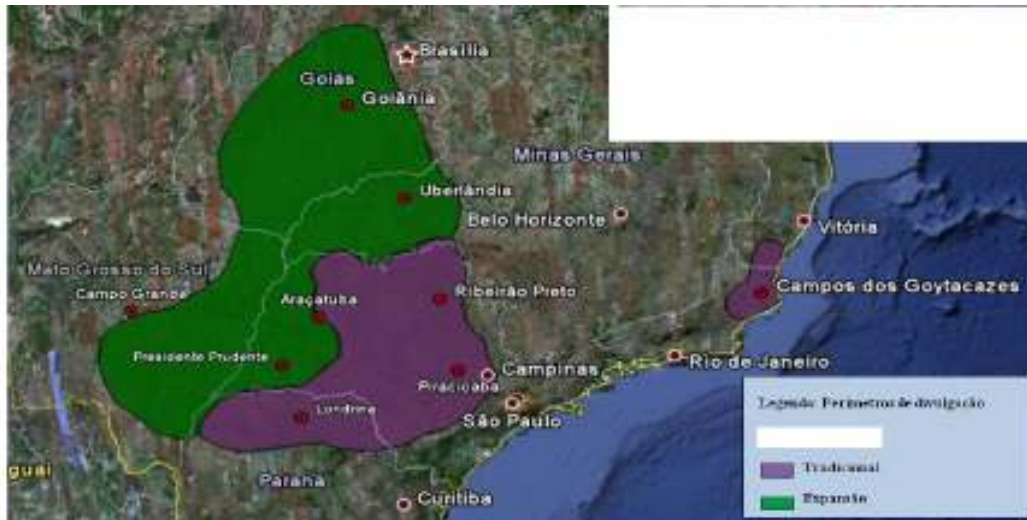 Brasília
Goiás
Goiânia
Minas Gerais
Uberlândia
Belo Horizonte
Vitória
Mato Grosso do Sul
Campo Grande
Araçatuba
Ribeirão Preto
Campos dos Goytacazes
Presidente Prudente
Piracicaba
Campinas
Rio de Janeiro
Londrina
São Paulo
Legenda: Perímetros de divulgação
Tradicional
Expansão
guai
Paraná
Curitiba